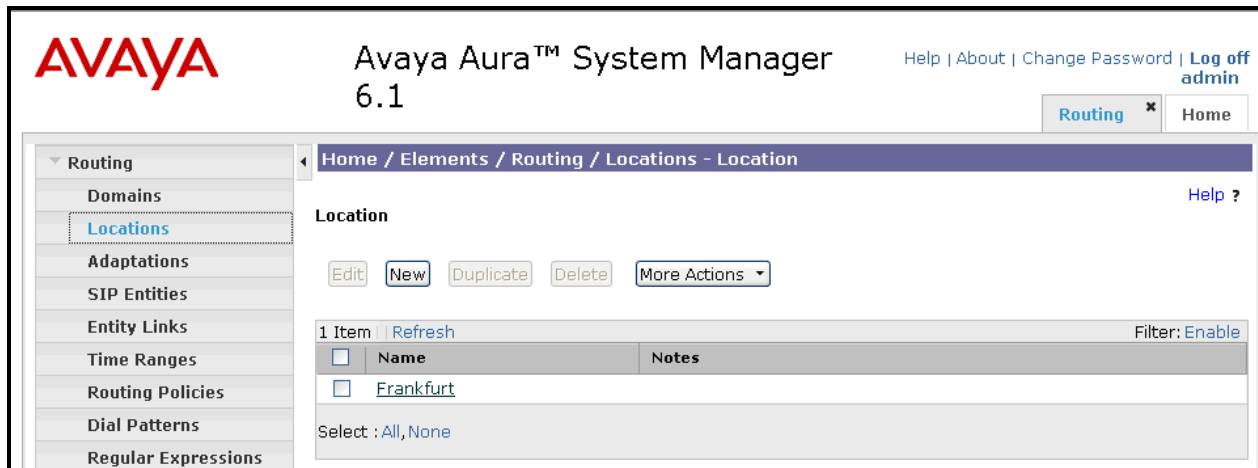 AVAYA
Avaya Aura™ System Manager
6.1
Help | About | Change Password | Log off
admin
Routing ✖
Home
Routing
Domains
Locations
Adaptations
SIP Entities
Entity Links
Time Ranges
Routing Policies
Dial Patterns
Regular Expressions
Home / Elements / Routing / Locations - Location
Help ?
Location
Edit New Duplicate Delete More Actions
1 Item | Refresh Filter: Enable
Name Notes
Frankfurt
Select : All, None